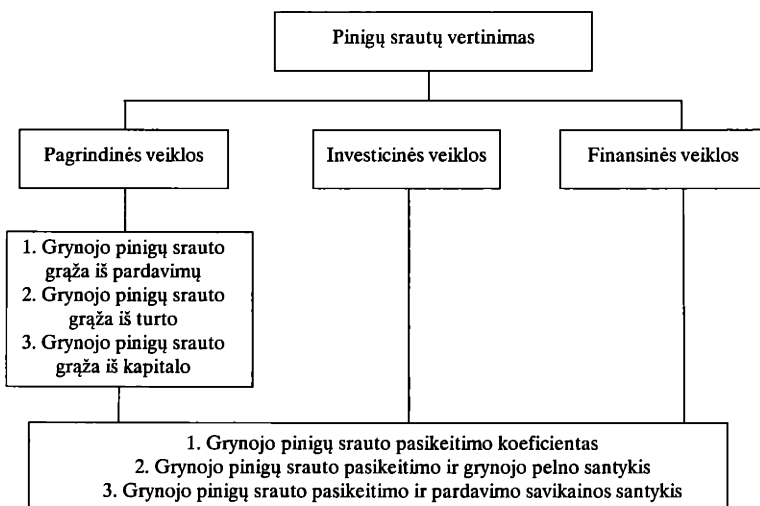 Pinigų srautų vertinimas
Pagrindinės veiklos
Investicinės veiklos
Finansinės veiklos
1. Grynojo pinigų srauto
grąža iš pardavimų
2. Grynojo pinigų srauto
grąža iš turto
3. Grynojo pinigų srauto
grąža iš kapitalo
1. Grynojo pinigų srauto pasikeitimo koeficientas
2. Grynojo pinigų srauto pasikeitimo ir grynojo pelno santykis
3. Grynojo pinigų srauto pasikeitimo ir pardavimo savikainos santykis